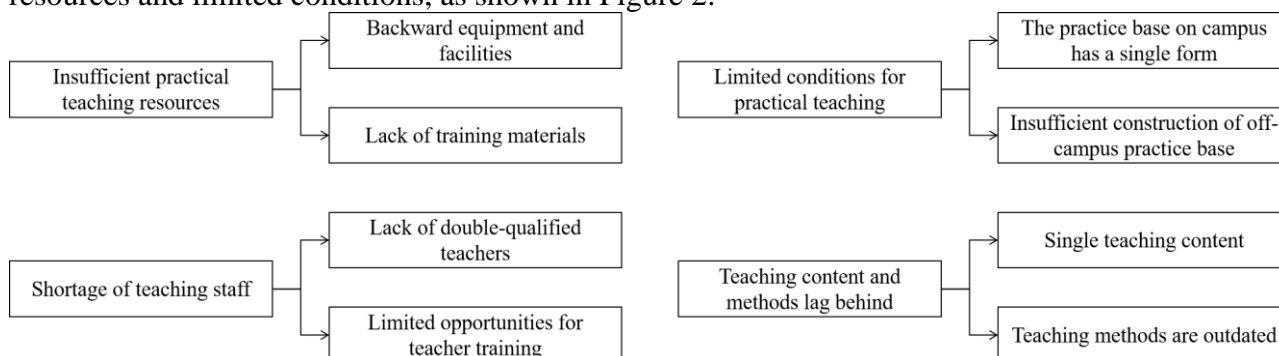 resources and limited conditions, as shown in Figure 2.
Backward equipment and
facilities
Insufficient practical
teaching resources
Lack of training materials
The practice base on campus
has a single form
Limited conditions for
practical teaching
Insufficient construction of off-
campus practice base
Lack of double-qualified
teachers
Shortage of teaching staff
Limited opportunities for
teacher training
Single teaching content
Teaching content and
methods lag behind
Teaching methods are outdated